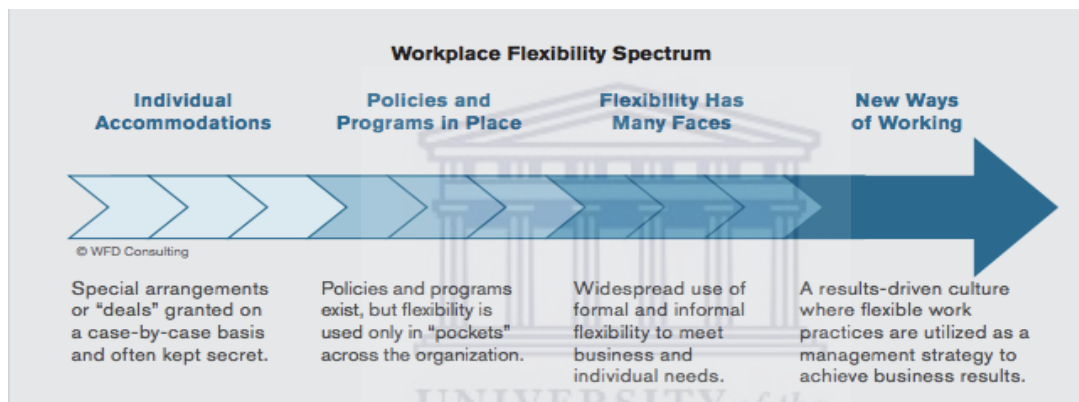 Workplace Flexibility Spectrum
Individual
Accommodations
Policies and
Programs in Place
Flexibility Has
Many Faces
New Ways
of Working
© WFD Consulting
Special arrangements
or “deals” granted on
a case-by-case basis
and often kept secret.
Policies and programs
exist, but flexibility is
used only in “pockets”
across the organization.
Widespread use of
formal and informal
flexibility to meet
business and
individual needs.
A results-driven culture
where flexible work
practices are utilized as a
management strategy to
achieve business results.
UNIVERSITY of the